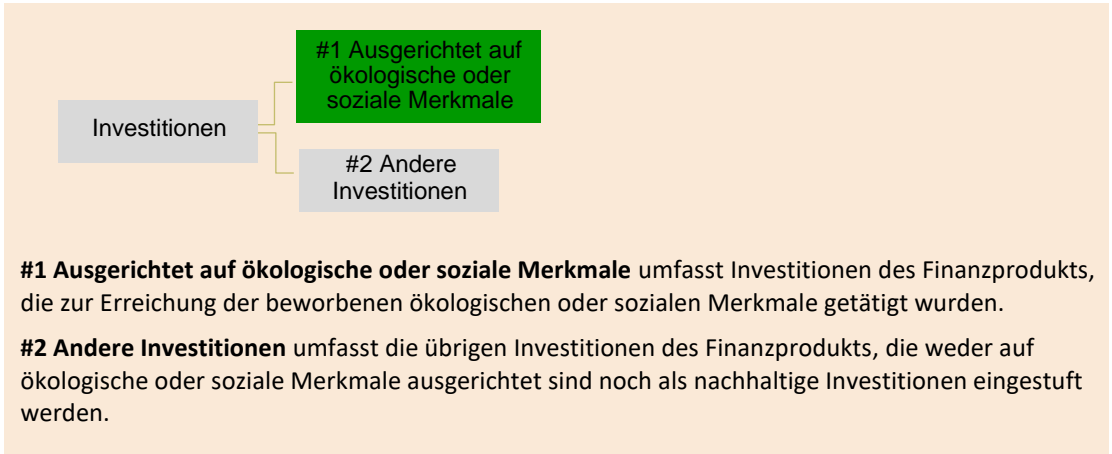 #1 Ausgerichtet auf
ökologische oder
soziale Merkmale
Investitionen
#2 Andere
Investitionen
#1 Ausgerichtet auf ökologische oder soziale Merkmale umfasst Investitionen des Finanzprodukts,
die zur Erreichung der beworbenen ökologischen oder sozialen Merkmale getätigt wurden.
#2 Andere Investitionen umfasst die übrigen Investitionen des Finanzprodukts, die weder auf
ökologische oder soziale Merkmale ausgerichtet sind noch als nachhaltige Investitionen eingestuft
werden.